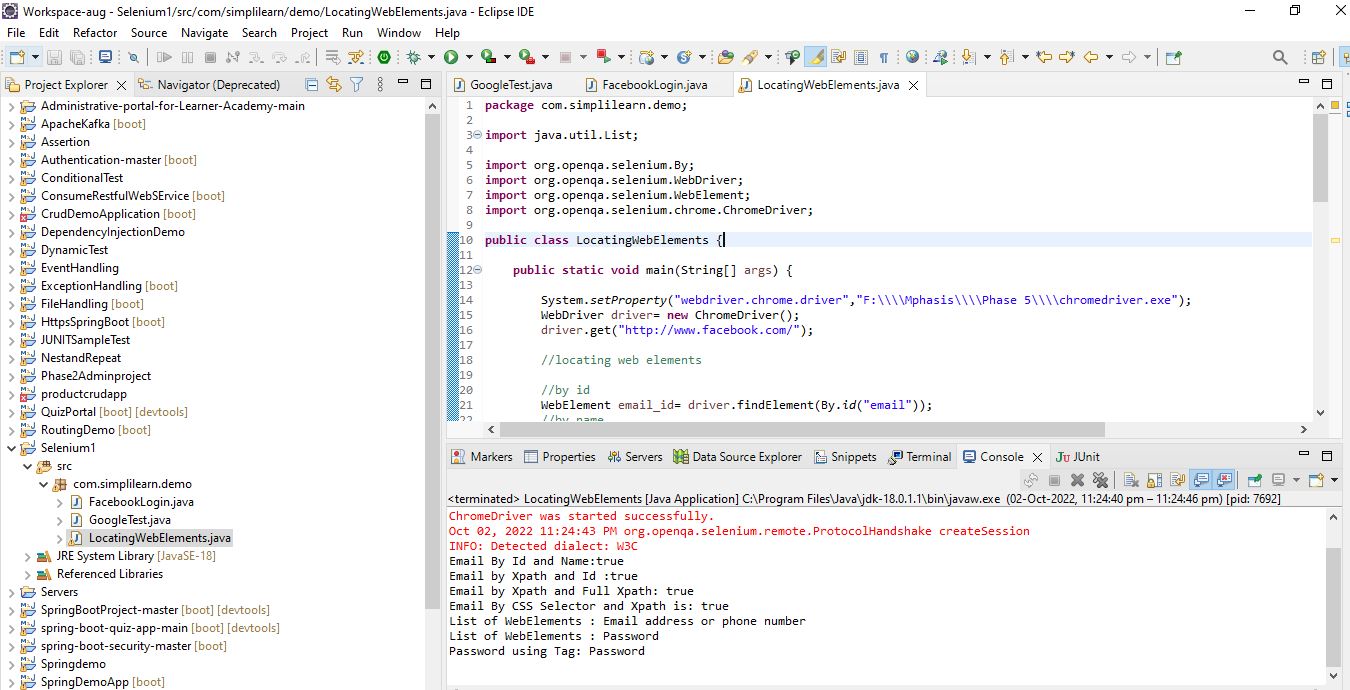 Workspace-aug - Selenium1/src/com/simplilearn/demo/LocatingWebElements.java - Eclipse IDE
File Edit Refactor Source Navigate Search Project Run Window Help
Project Explorer Navigator (Deprecated)
Administrative-portal-for-Learner-Academy-main
ApacheKafka [boot]
Assertion
Authentication-master [boot]
ConditionalTest
ConsumeRestfulWebSErvice [boot]
CrudDemoApplication [boot]
DependencyInjectionDemo
DynamicTest
EventHandling
ExceptionHandling [boot]
FileHandling [boot]
HttpsSpringBoot [boot]
JUNITSampleTest
NestandRepeat
Phase2Adminproject
productcrudapp
QuizPortal [boot] [devtools]
RoutingDemo [boot]
Selenium1
src
com.simplilearn.demo
FacebookLogin.java
GoogleTest.java
LocatingWebElements.java
JRE System Library [JavaSE-18]
Referenced Libraries
Servers
SpringBootProject-master [boot] [devtools]
spring-boot-quiz-app-main [boot] [devtools]
spring-boot-security-master [boot]
Springdemo
SpringDemoApp [boot]
GoogleTest.java FacebookLogin.java LocatingWebElements.java
1 package com.simplilearn.demo;
2
3 import java.util.List;
4
5 import org.openqa.selenium.By;
6 import org.openqa.selenium.WebDriver;
7 import org.openqa.selenium.WebElement;
8 import org.openqa.selenium.chrome.ChromeDriver;
9
10 public class LocatingWebElements {
11
12 public static void main(String[] args) {
13
14 System.setProperty("webdriver.chrome.driver","F:\\\\Mphasis\\\\Phase 5\\\\chromedriver.exe");
15 WebDriver driver= new ChromeDriver();
16 driver.get("http://www.facebook.com/");
17
18 //locating web elements
19
20 //by id
21 WebElement email_id= driver.findElement(By.id("email"));
22 //by name
Markers Properties Servers Data Source Explorer Snippets Terminal Console JUnit
<terminated> LocatingWebElements [Java Application] C:\Program Files\Java\jdk-18.0.1.1\bin\javaw.exe (02-Oct-2022, 11:24:40 pm – 11:24:46 pm) [pid: 7692]
ChromeDriver was started successfully.
Oct 02, 2022 11:24:43 PM org.openqa.selenium.remote.ProtocolHandshake createSession
INFO: Detected dialect: W3C
Email By Id and Name:true
Email by Xpath and Id :true
Email by Xpath and Full Xpath: true
Email By CSS Selector and Xpath is: true
List of WebElements : Email address or phone number
List of WebElements : Password
Password using Tag: Password